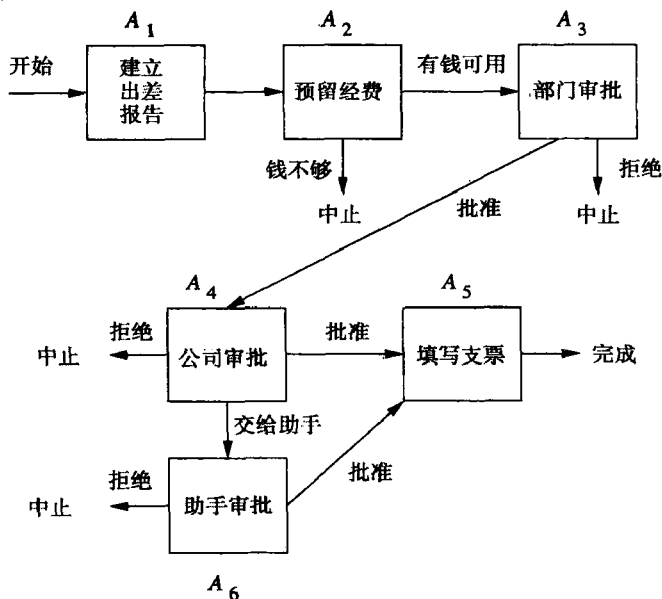 A1
A2
A3
开始
建立
出差
报告
预留经费
有钱可用
部门审批
钱不够
中止
批准
拒绝
中止
A4
A5
中止
拒绝
公司审批
批准
填写支票
完成
交给助手
中止
拒绝
助手审批
批准
A6